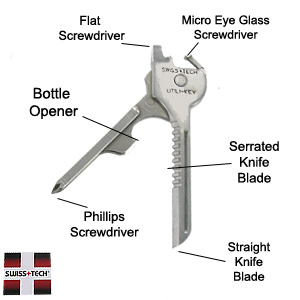 Flat
Screwdriver
Micro Eye Glass
Screwdriver
SWISS+TECH
UTILI-KEY
Bottle
Opener
Serrated
Knife
Blade
Phillips
Screwdriver
Straight
Knife
Blade
SWISS+TECH